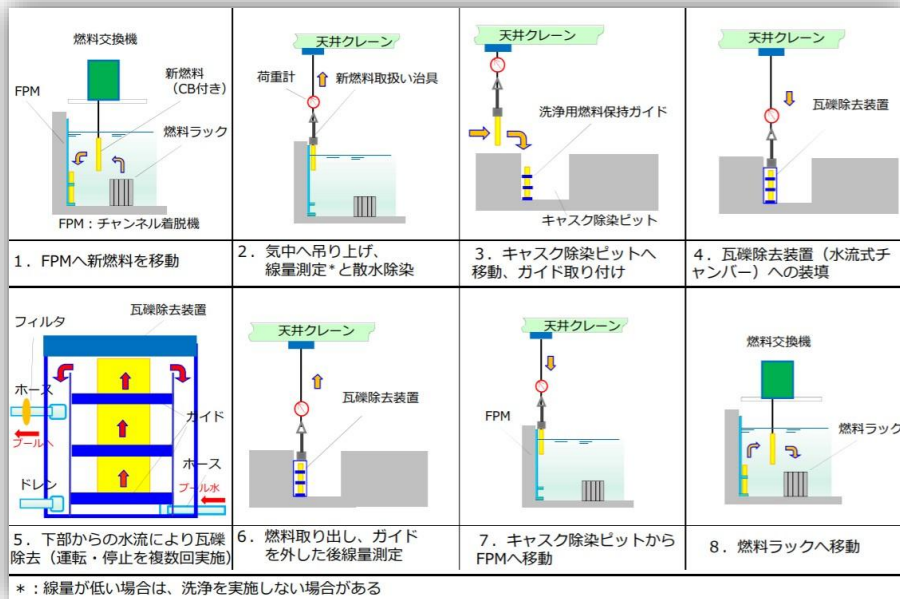 燃料交換機
FPM
新燃料
（CB付き）
燃料ラック
FPM：チャンネル着脱機
1．FPMへ新燃料を移動
天井クレーン
荷重計
新燃料取扱い治具
2．気中へ吊り上げ、
線量測定*と散水除染
天井クレーン
洗浄用燃料保持ガイド
キャスク除染ピット
3．キャスク除染ピットへ
移動、ガイド取り付け
天井クレーン
瓦礫除去装置
4．瓦礫除去装置（水流式チ
ャンバー）への装填
瓦礫除去装置
フィルタ
ホース
プールへ
ガイド
ドレン
ホース
プール水
5．下部からの水流により瓦礫
除去（運転・停止を複数回実施）
天井クレーン
瓦礫除去装置
6．燃料取り出し、ガイド
を外した後線量測定
天井クレーン
FPM
7．キャスク除染ピットから
FPMへ移動
燃料交換機
燃料ラック
8．燃料ラックへ移動
*：線量が低い場合は、洗浄を実施しない場合がある